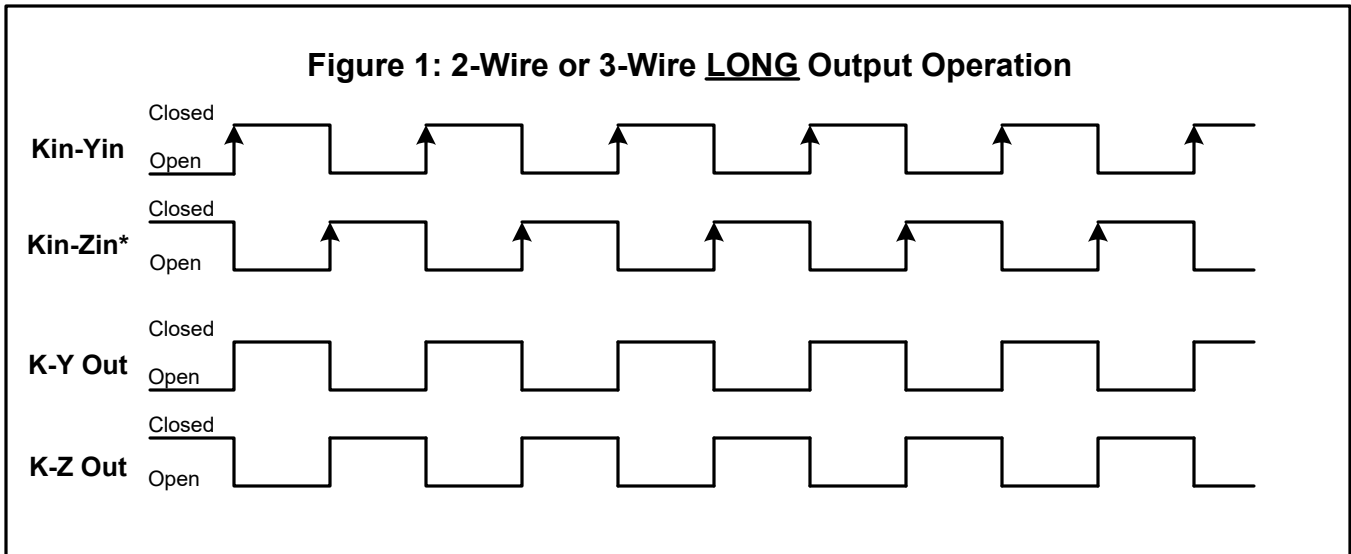 Figure 1: 2-Wire or 3-Wire LONG Output Operation
Closed
Kin-Yin
Open
Closed
Kin-Zin*
Open
Closed
K-Y Out
Open
Closed
K-Z Out
Open